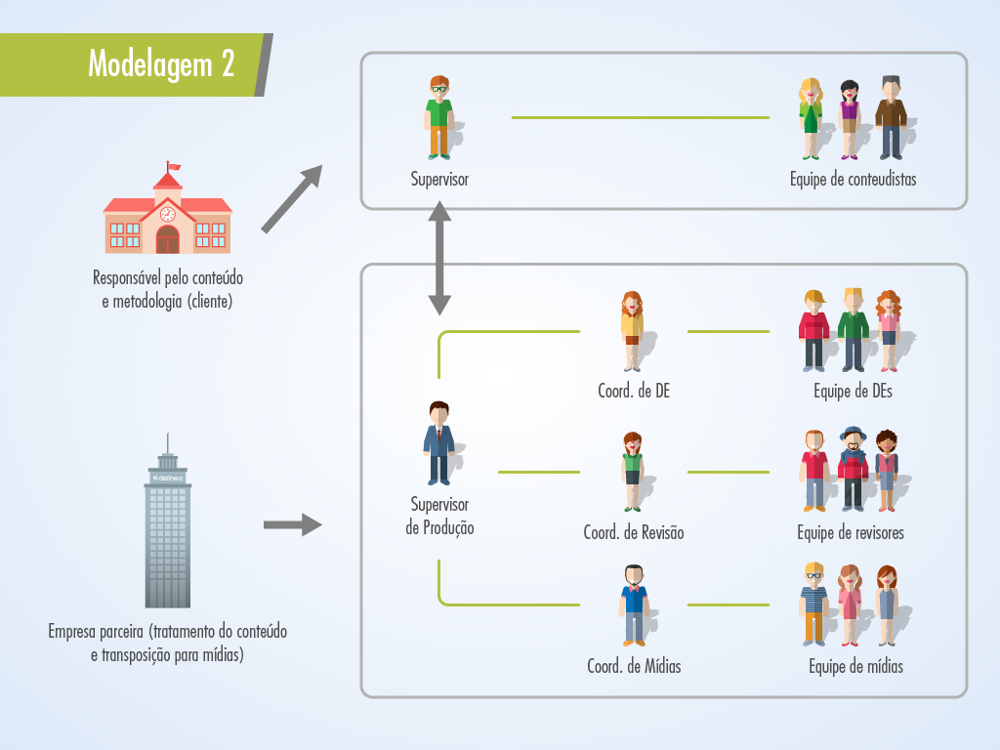 Modelagem 2
Supervisor
Equipe de conteudistas
Responsável pelo conteúdo
e metodologia (cliente)
Coord. de DE
Equipe de DEs
delinea
Supervisor
de Produção
Coord. de Revisão
Equipe de revisores
Empresa parceira (tratamento do conteúdo
e transposição para mídias)
Coord. de Mídias
Equipe de mídias